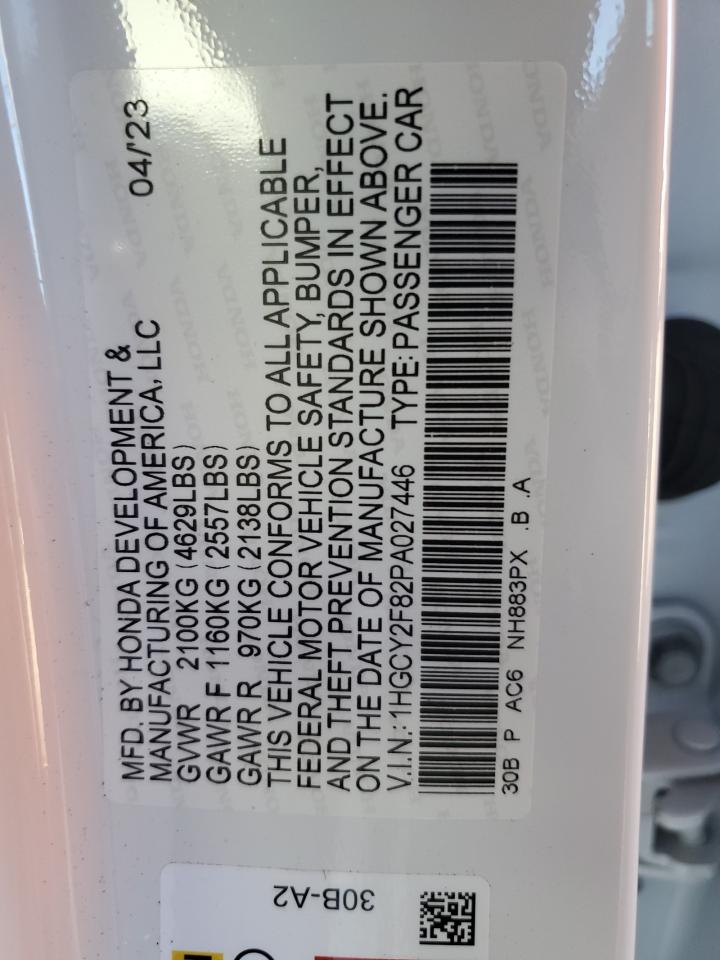 MFD. BY HONDA DEVELOPMENT &
MANUFACTURING OF AMERICA, LLC 04/'23
GVWR 2100KG (4629LBS)
GAWR F 1160KG (2557LBS)
GAWR R 970KG (2138LBS)
THIS VEHICLE CONFORMS TO ALL APPLICABLE
FEDERAL MOTOR VEHICLE SAFETY, BUMPER,
AND THEFT PREVENTION STANDARDS IN EFFECT
ON THE DATE OF MANUFACTURE SHOWN ABOVE.
V.I.N.: 1HGCY2F82PA027446 TYPE: PASSENGER CAR
30B P AC6 NH883PX .B .A
30B-A2